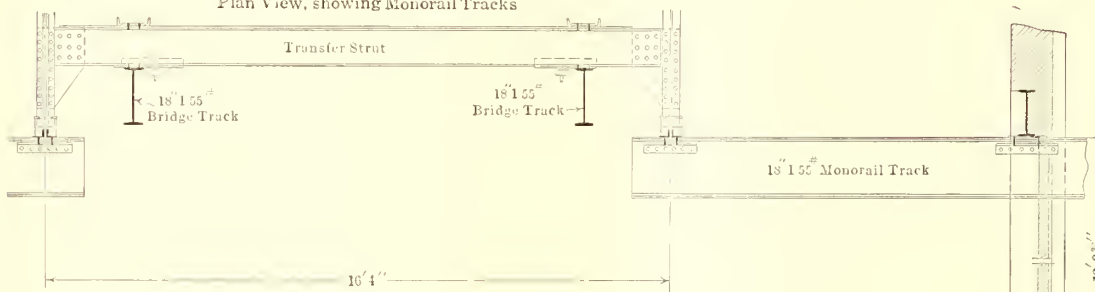 Plan View, showing Monorail Tracks
Transfer Strut
18"I 55#
Bridge Track
18"I 55#
Bridge Track
18"I 55# Monorail Track
16'4"